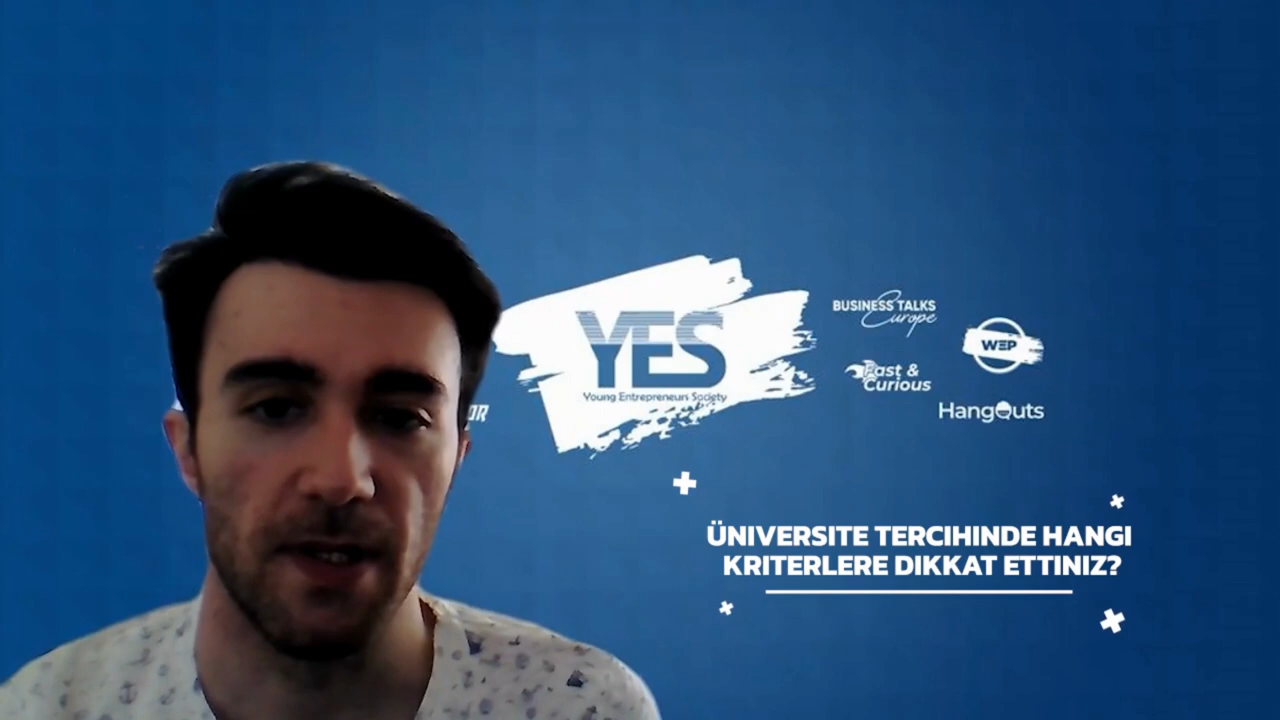 YES
Young Entrepreneurs Society
BUSINESS TALKS
Europe
WEP
Fast &
Curious
Hangouts
ÜNIVERSITE TERCIHINDE HANGI
KRITERLERE DIKKAT ETTINIZ?